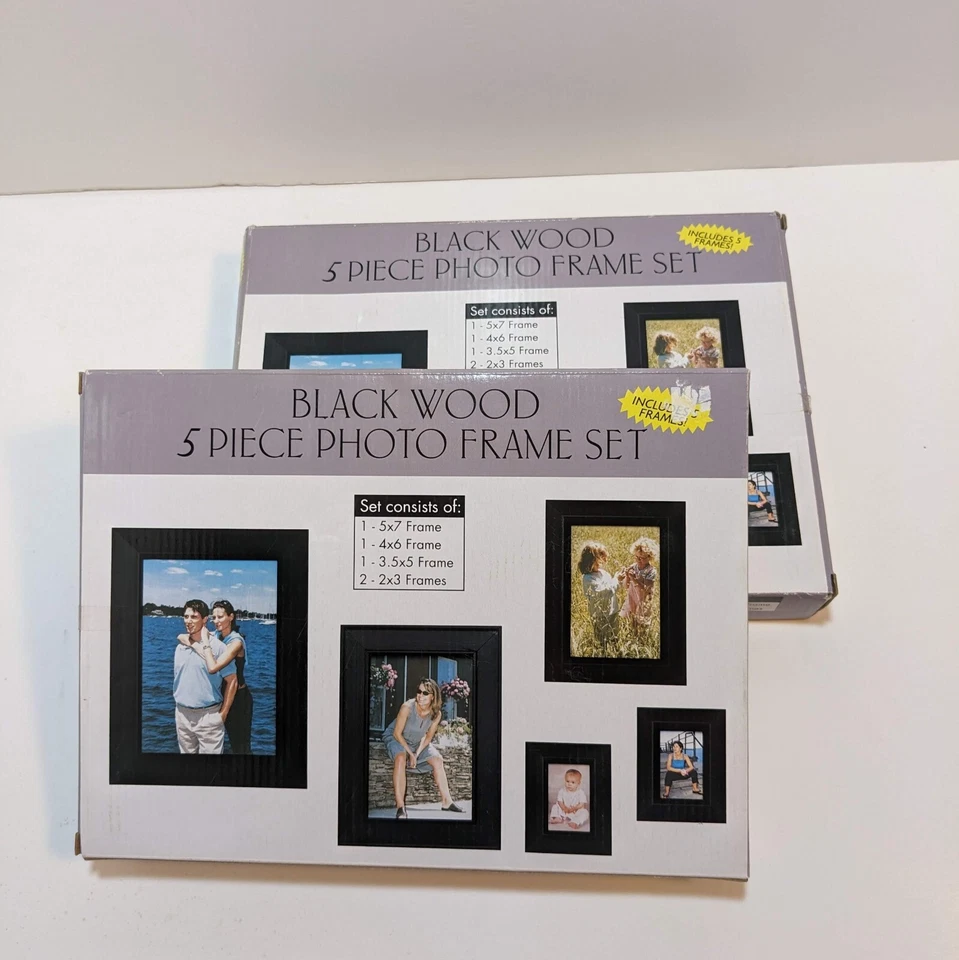 BLACK WOOD
5 PIECE PHOTO FRAME SET
INCLUDES 5
FRAMES!
Set consists of:
1 - 5x7 Frame
1 - 4x6 Frame
1 - 3.5x5 Frame
2 - 2x3 Frames
BLACK WOOD
5 PIECE PHOTO FRAME SET
INCLUDES 5
FRAMES!
Set consists of:
1 - 5x7 Frame
1 - 4x6 Frame
1 - 3.5x5 Frame
2 - 2x3 Frames